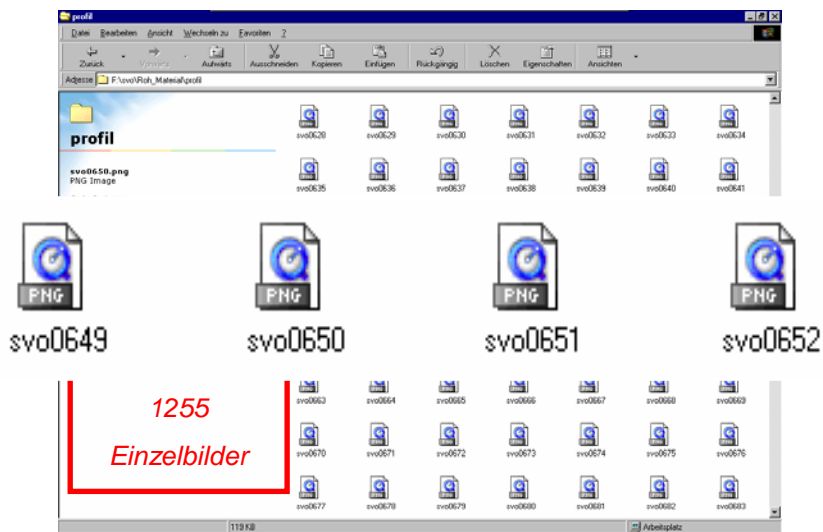 profil
Datei Bearbeiten Ansicht Wechseln zu Favoriten ?
Zurück Vorwärts Aufwärts Ausschneiden Kopieren Einfügen Rückgängig Löschen Eigenschaften Ansichten
Adresse F:\svo\Roh_Material\profil
profil
svo0628 svo0629 svo0630 svo0631 svo0632 svo0633 svo0634
svo0650.png
PNG Image
svo0635 svo0636 svo0637 svo0638 svo0639 svo0640 svo0641
PNG PNG PNG PNG
svo0649 svo0650 svo0651 svo0652
svo0663 svo0664 svo0665 svo0666 svo0667 svo0668 svo0669
1255
Einzelbilder
svo0670 svo0671 svo0672 svo0673 svo0674 svo0675 svo0676
svo0677 svo0678 svo0679 svo0680 svo0681 svo0682 svo0683
119 KB Arbeitsplatz